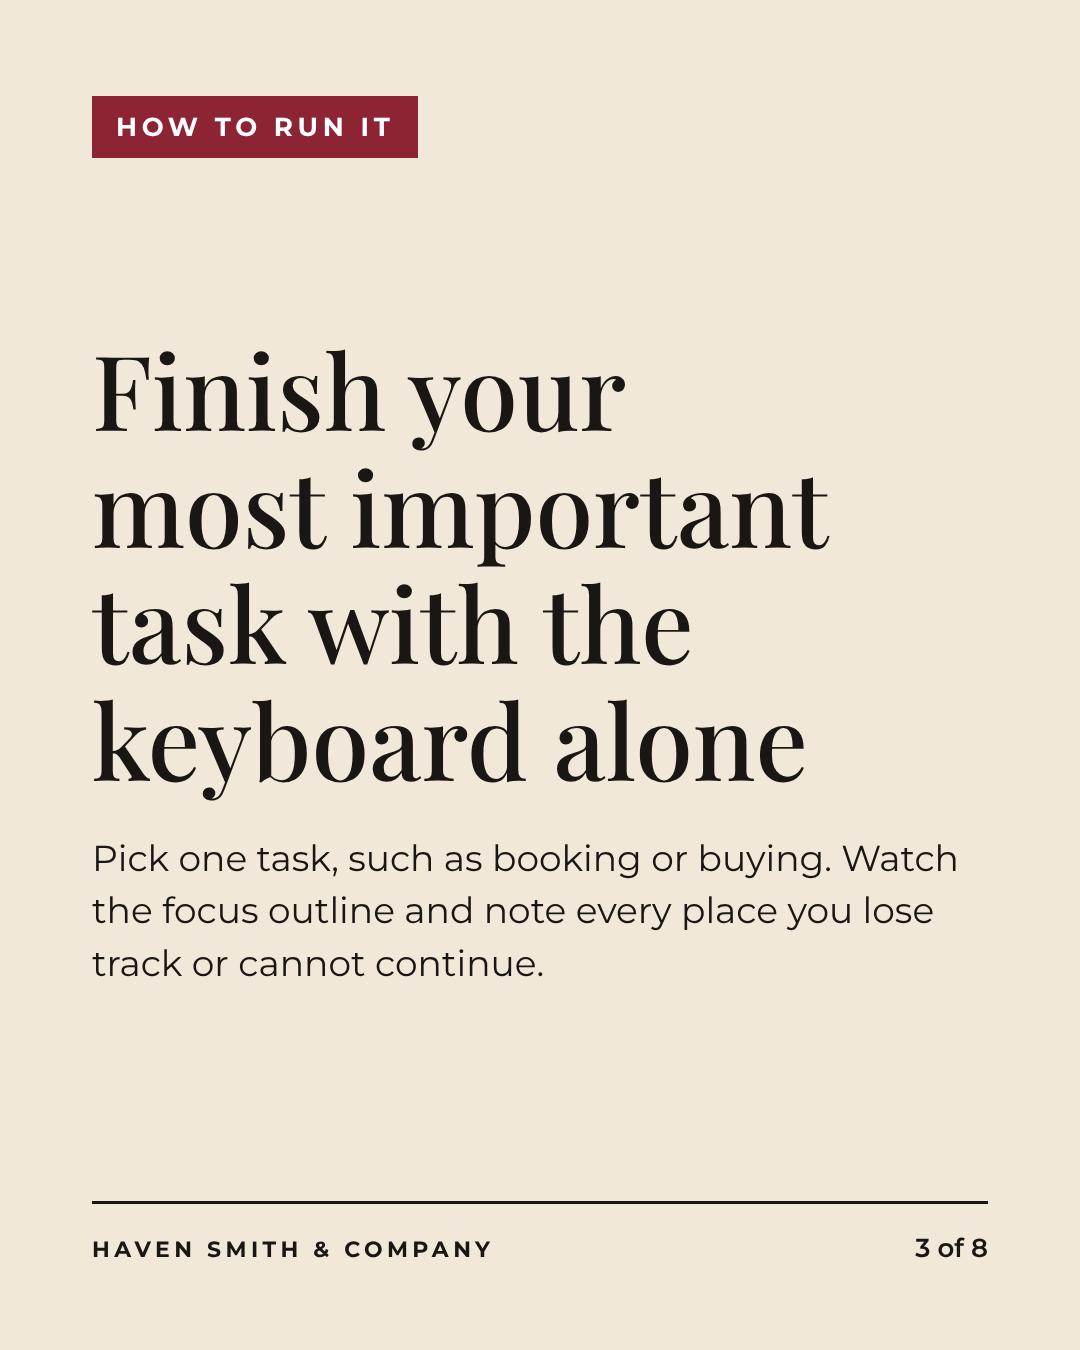 HOW TO RUN IT
Finish your
most important
task with the
keyboard alone
Pick one task, such as booking or buying. Watch
the focus outline and note every place you lose
track or cannot continue.
HAVEN SMITH & COMPANY
3 of 8